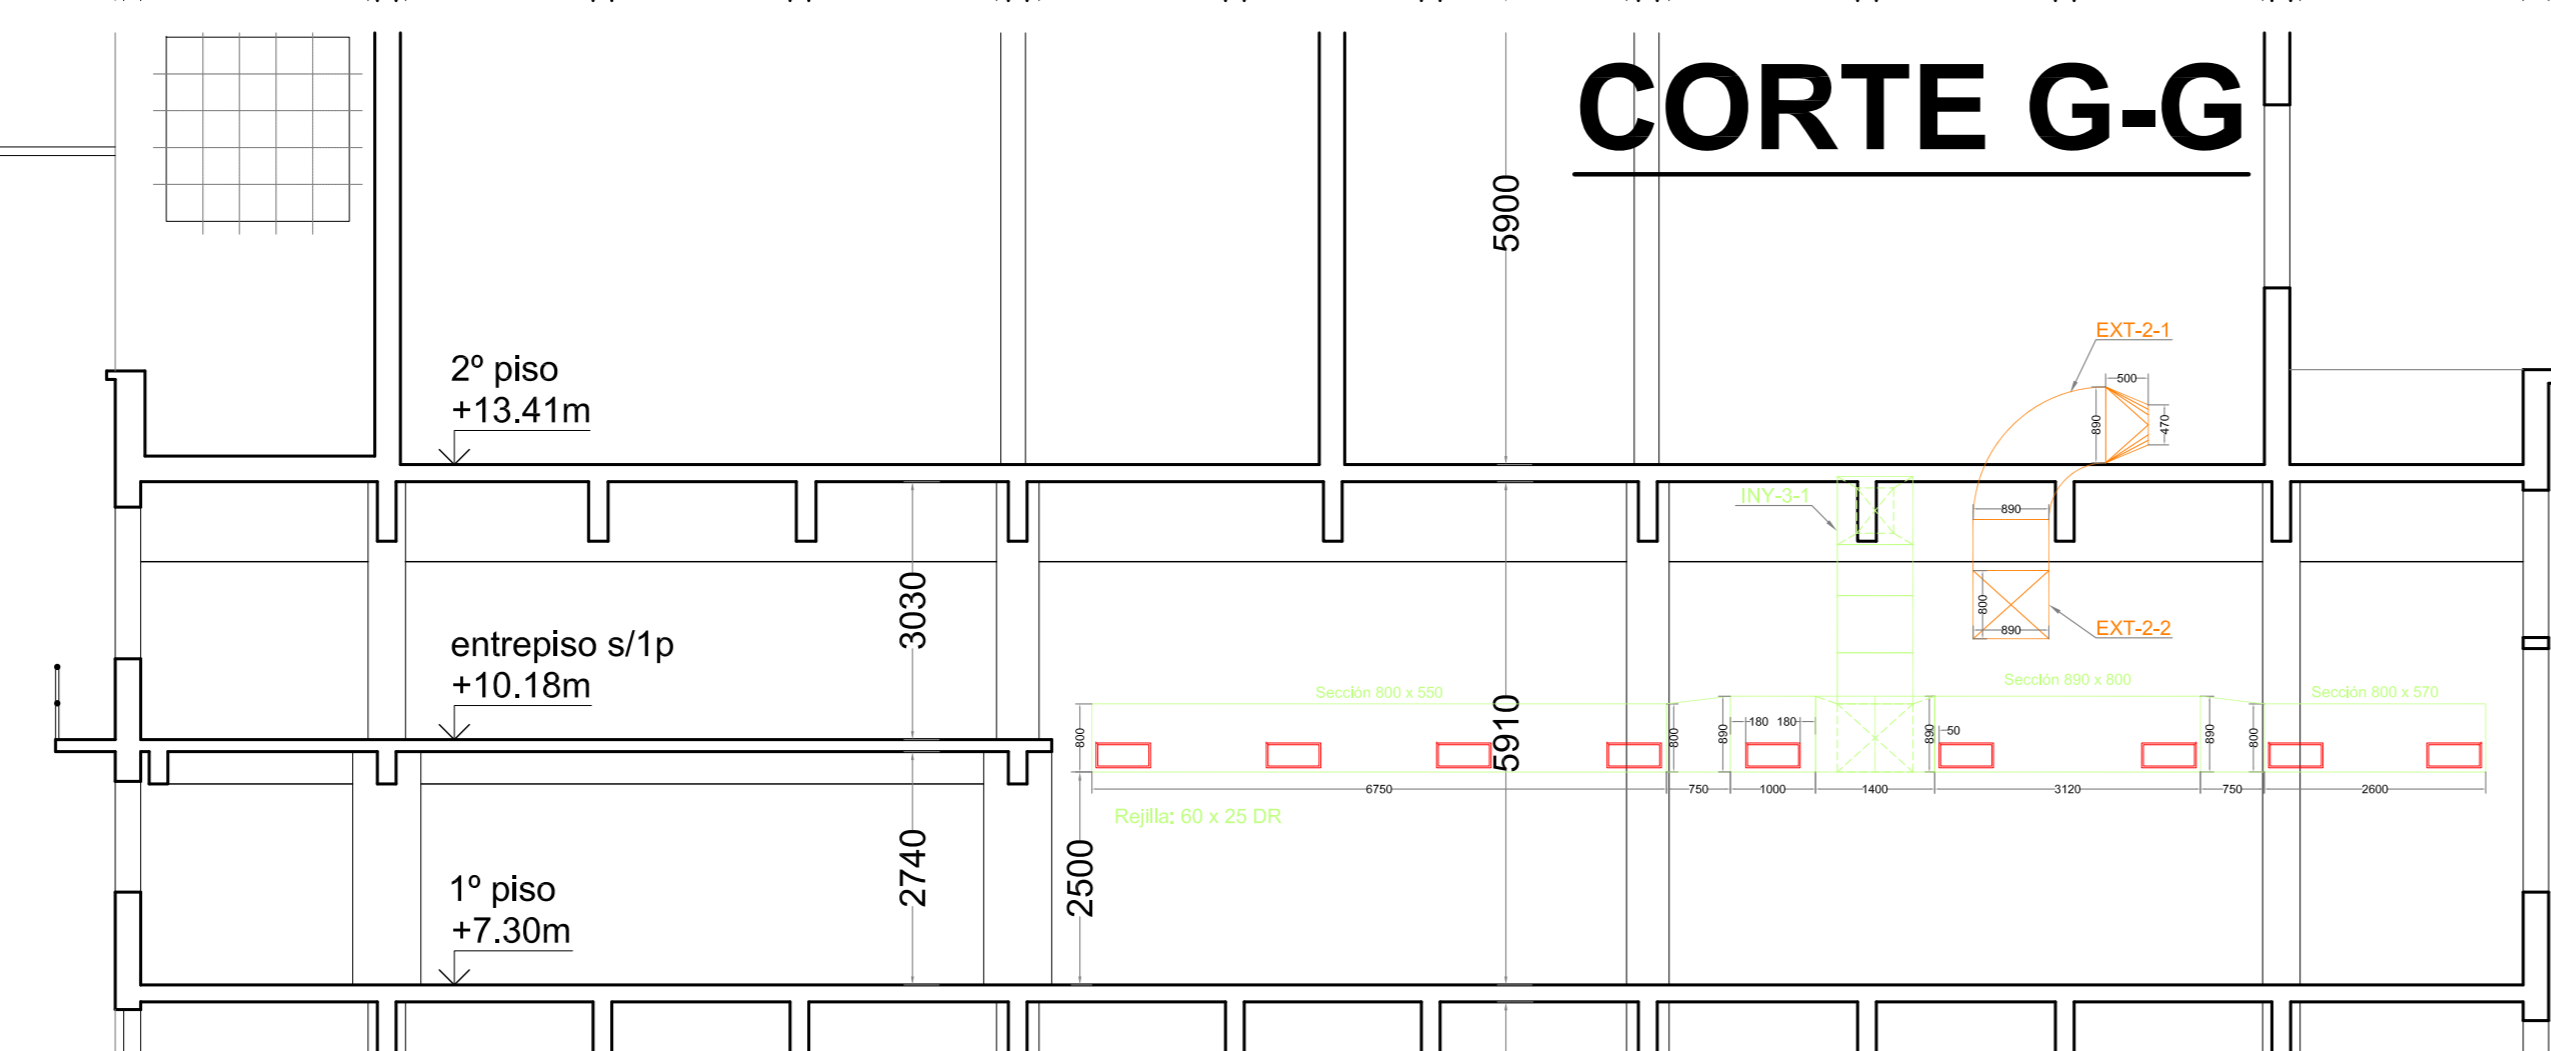 CORTE G-G
5900
2º piso
+13.41m
EXT-2-1
500
890
470
INY-3-1
890
800
890
EXT-2-2
3030
entrepiso s/1p
+10.18m
Sección 800 x 550
Sección 890 x 800
Sección 800 x 570
800
5910
800
890
180
180
890
50
890
800
6750
750
1000
1400
3120
750
2600
Rejilla: 60 x 25 DR
2740
2500
1º piso
+7.30m